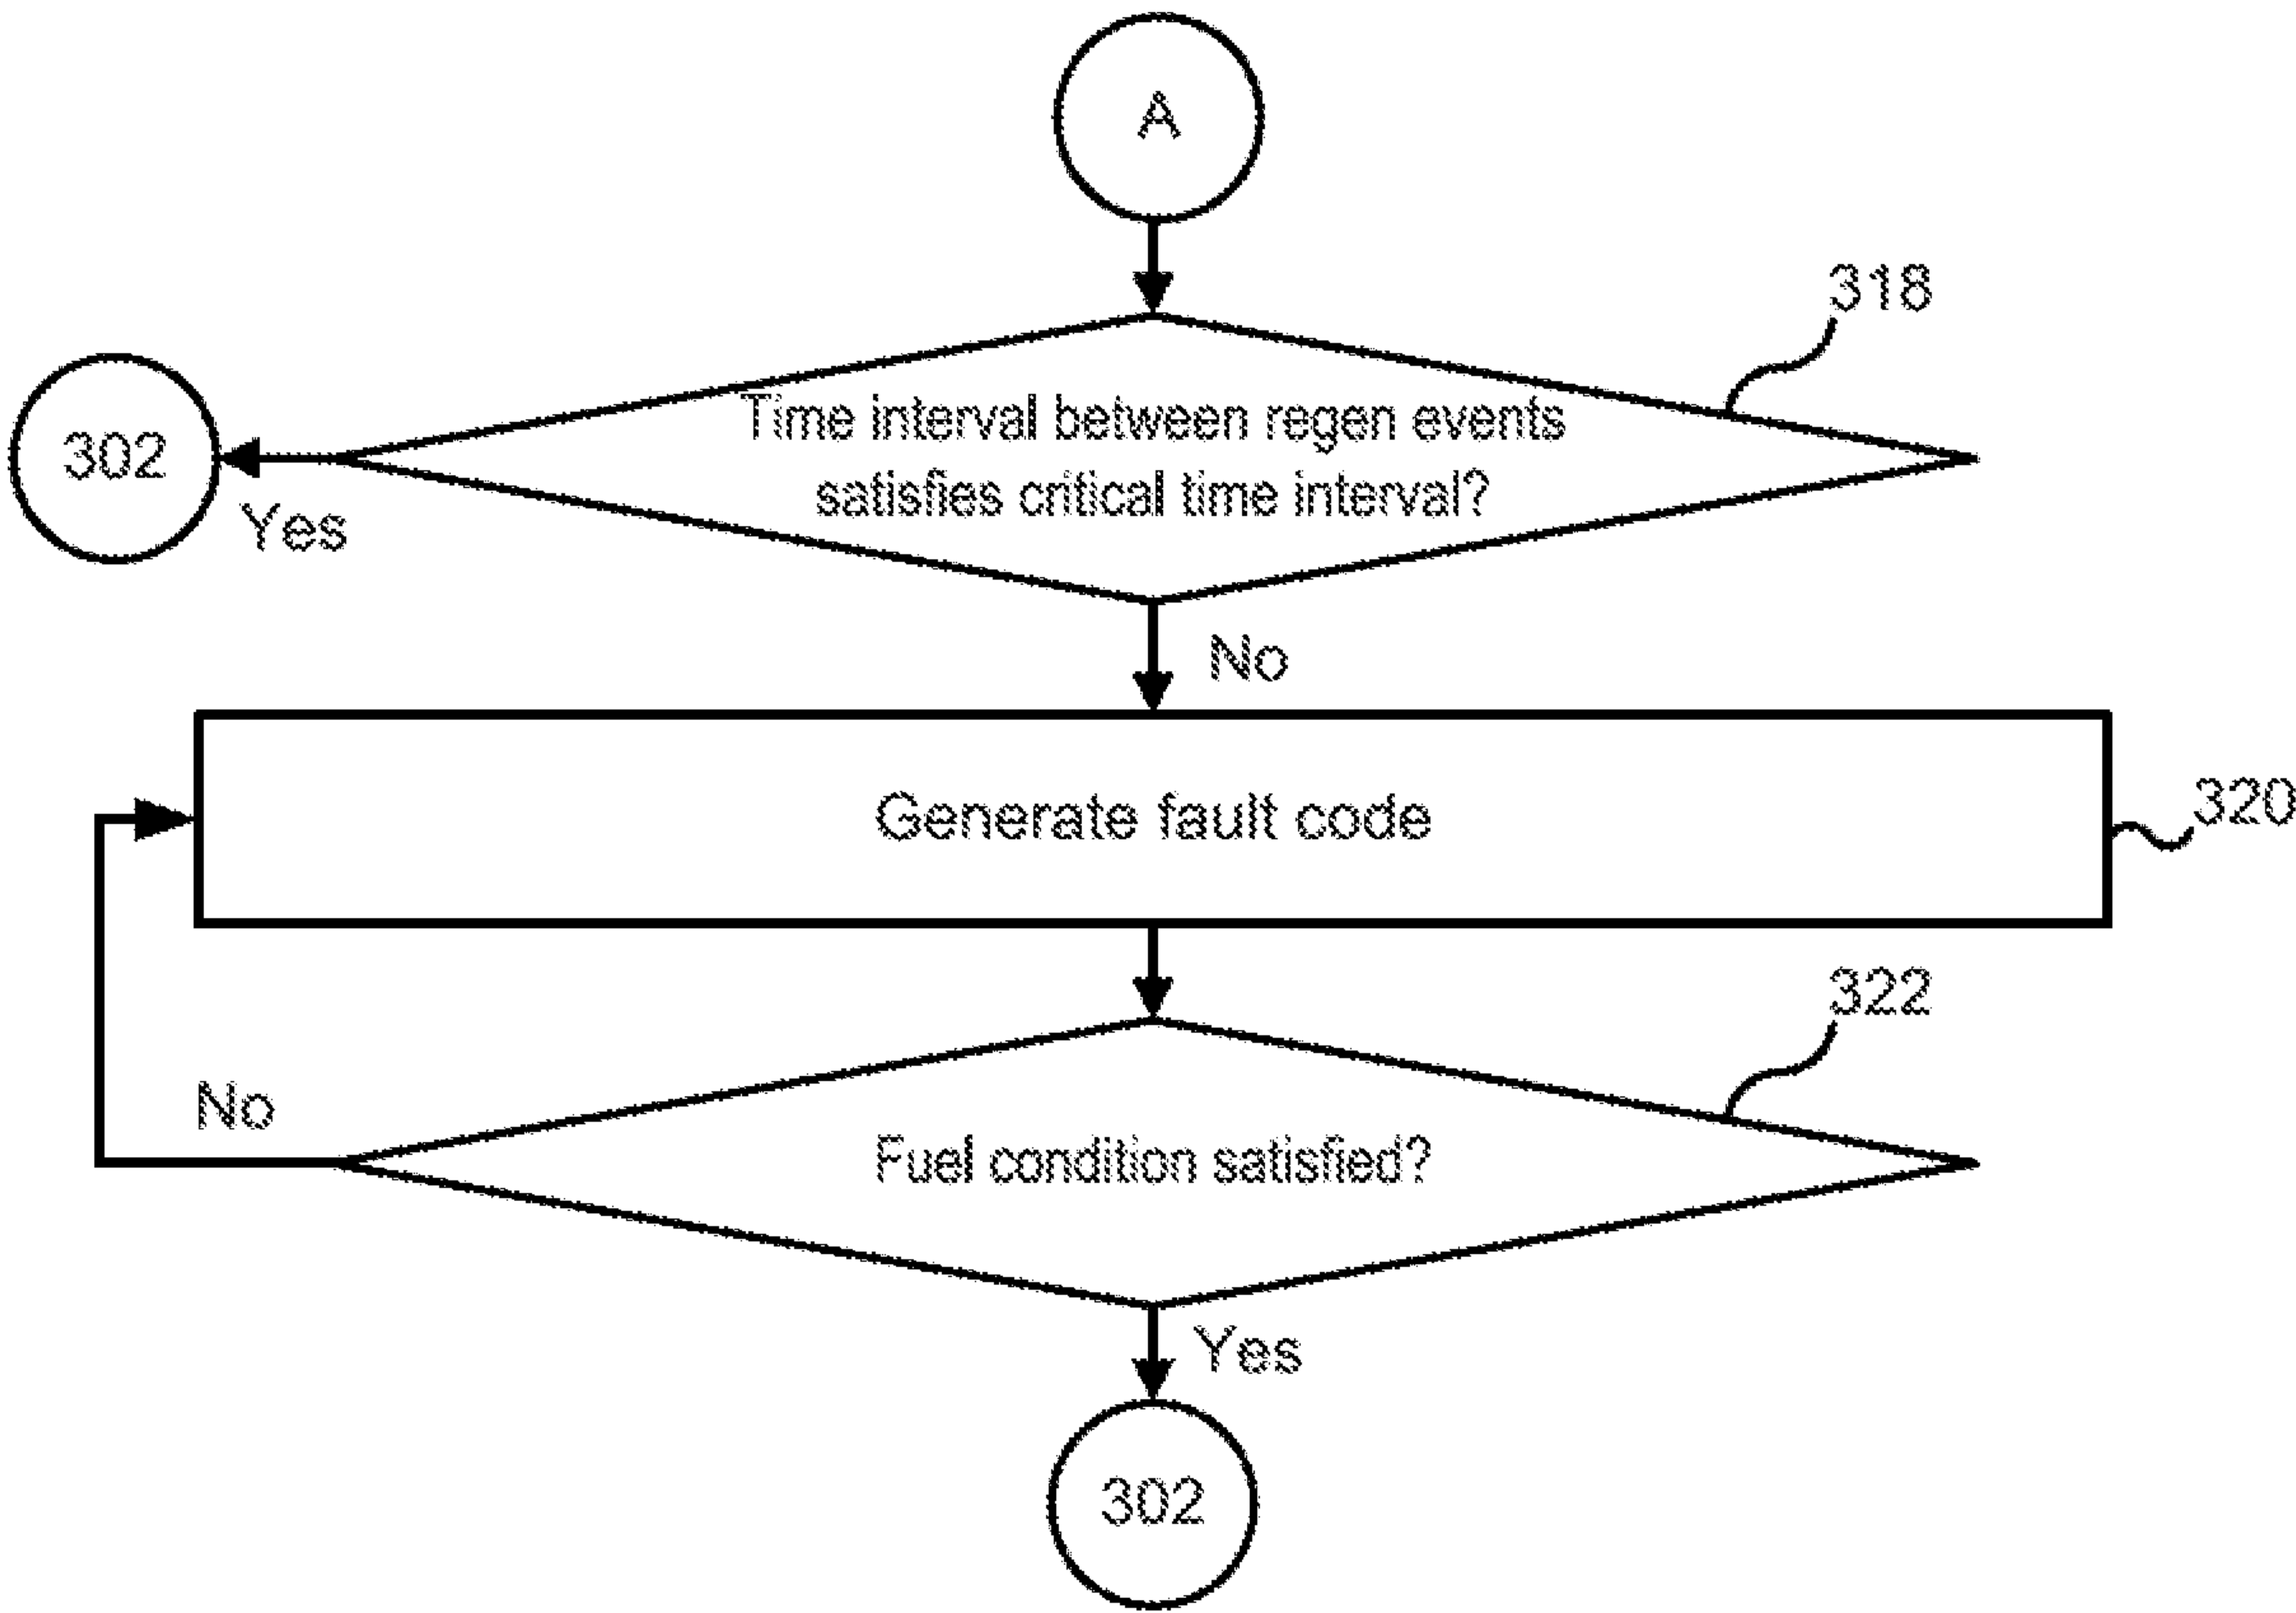 A
318
Time interval between regen events
satisfies critical time interval?
302
Yes
No
Generate fault code
320
322
No
Fuel condition satisfied?
Yes
302